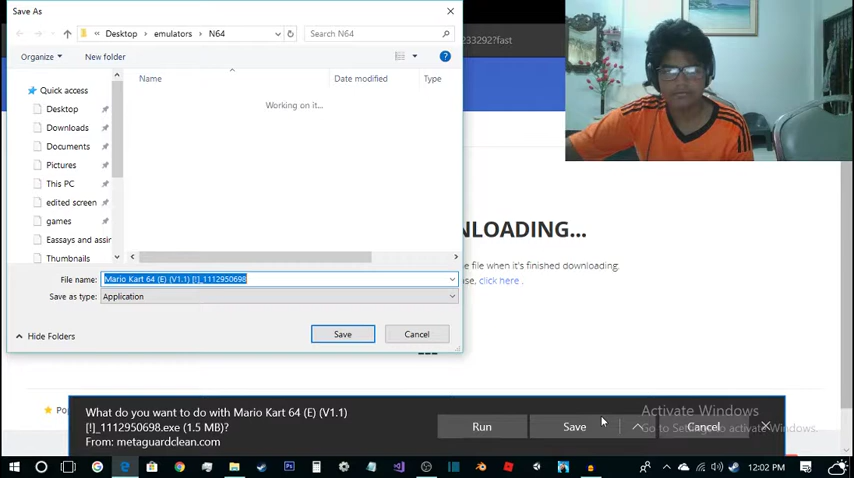 Save As
« Desktop › emulators › N64
Search N64
233292?fast
Organize
New folder
Name
Date modified
Type
Working on it...
Quick access
Desktop
Downloads
Documents
Pictures
This PC
edited screen
games
Eassays and assin
Thumbnails
NLOADING...
e file when it's finished downloading:
ase, click here .
File name:
Mario Kart 64 (E) (V1.1) [!]_1112950698
Save as type:
Application
Hide Folders
Save
Cancel
Pop
What do you want to do with Mario Kart 64 (E) (V1.1)
[!]_1112950698.exe (1.5 MB)?
From: metaguardclean.com
Run
Save
Cancel
Activate Windows
Go to Settings to activate Windows.
12:02 PM